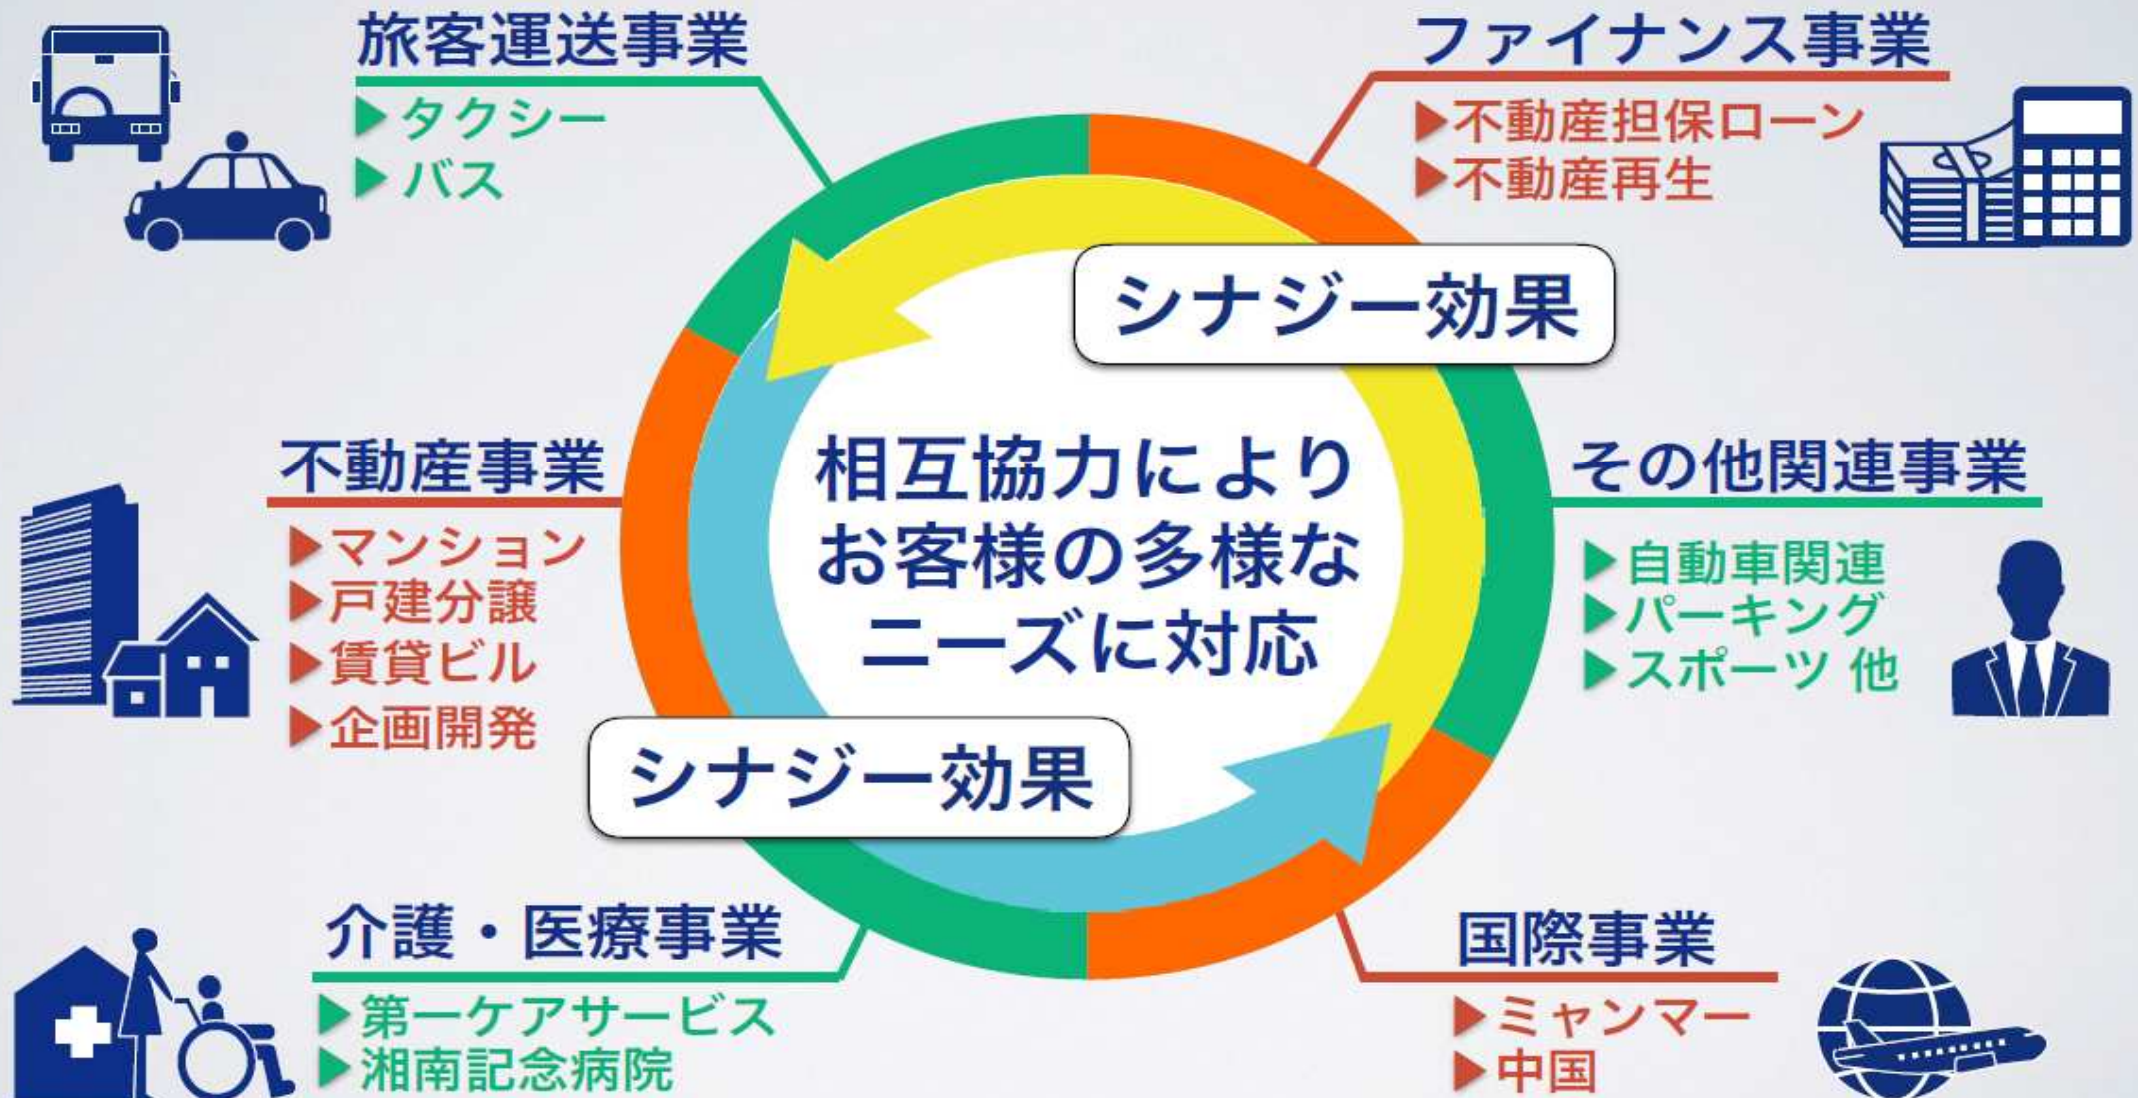 旅客運送事業
▶タクシー
▶バス
ファイナンス事業
▶不動産担保ローン
▶不動産再生
シナジー効果
不動産事業
▶マンション
▶戸建分譲
▶賃貸ビル
▶企画開発
相互協力により
お客様の多様な
ニーズに対応
その他関連事業
▶自動車関連
▶パーキング
▶スポーツ 他
シナジー効果
介護・医療事業
▶第一ケアサービス
▶湘南記念病院
国際事業
▶ミャンマー
▶中国